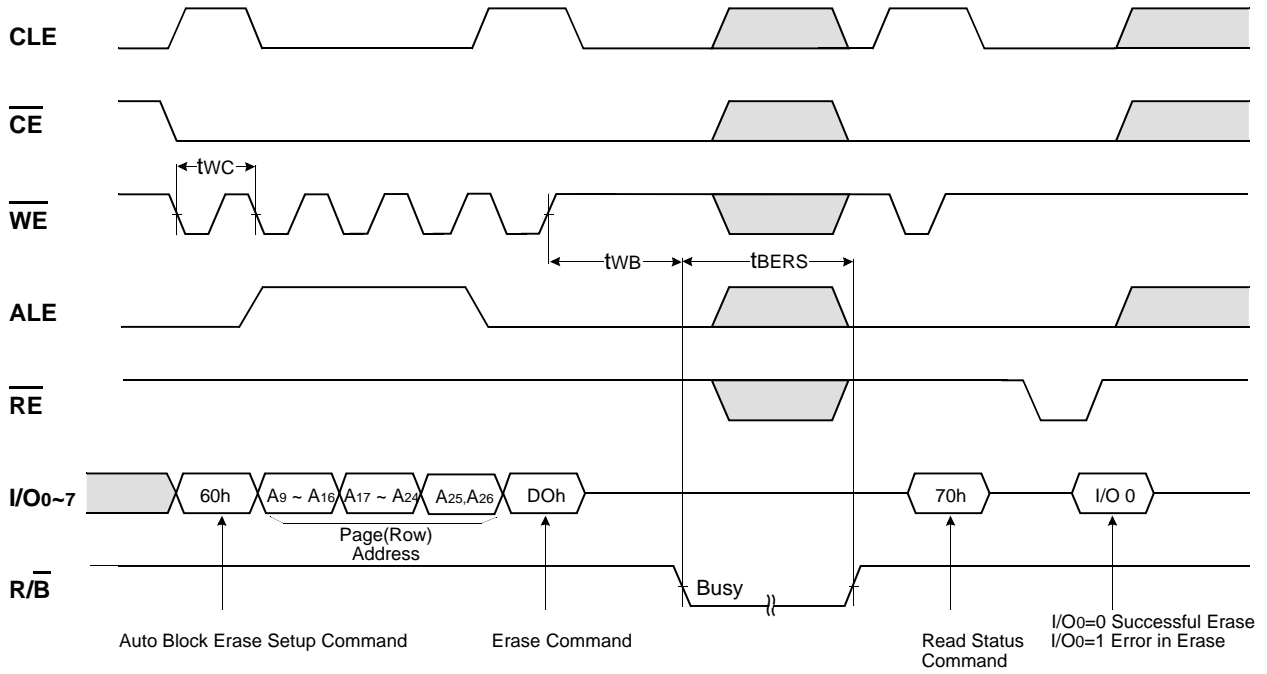 CLE
CE
tWC
WE
tWB
tBERS
ALE
RE
I/O0~7
60h
A9 ~ A16
A17 ~ A24
A25,A26
DOh
70h
I/O 0
Page(Row)
Address
R/B
Busy
Auto Block Erase Setup Command
Erase Command
Read Status
Command
I/O0=0 Successful Erase
I/O0=1 Error in Erase